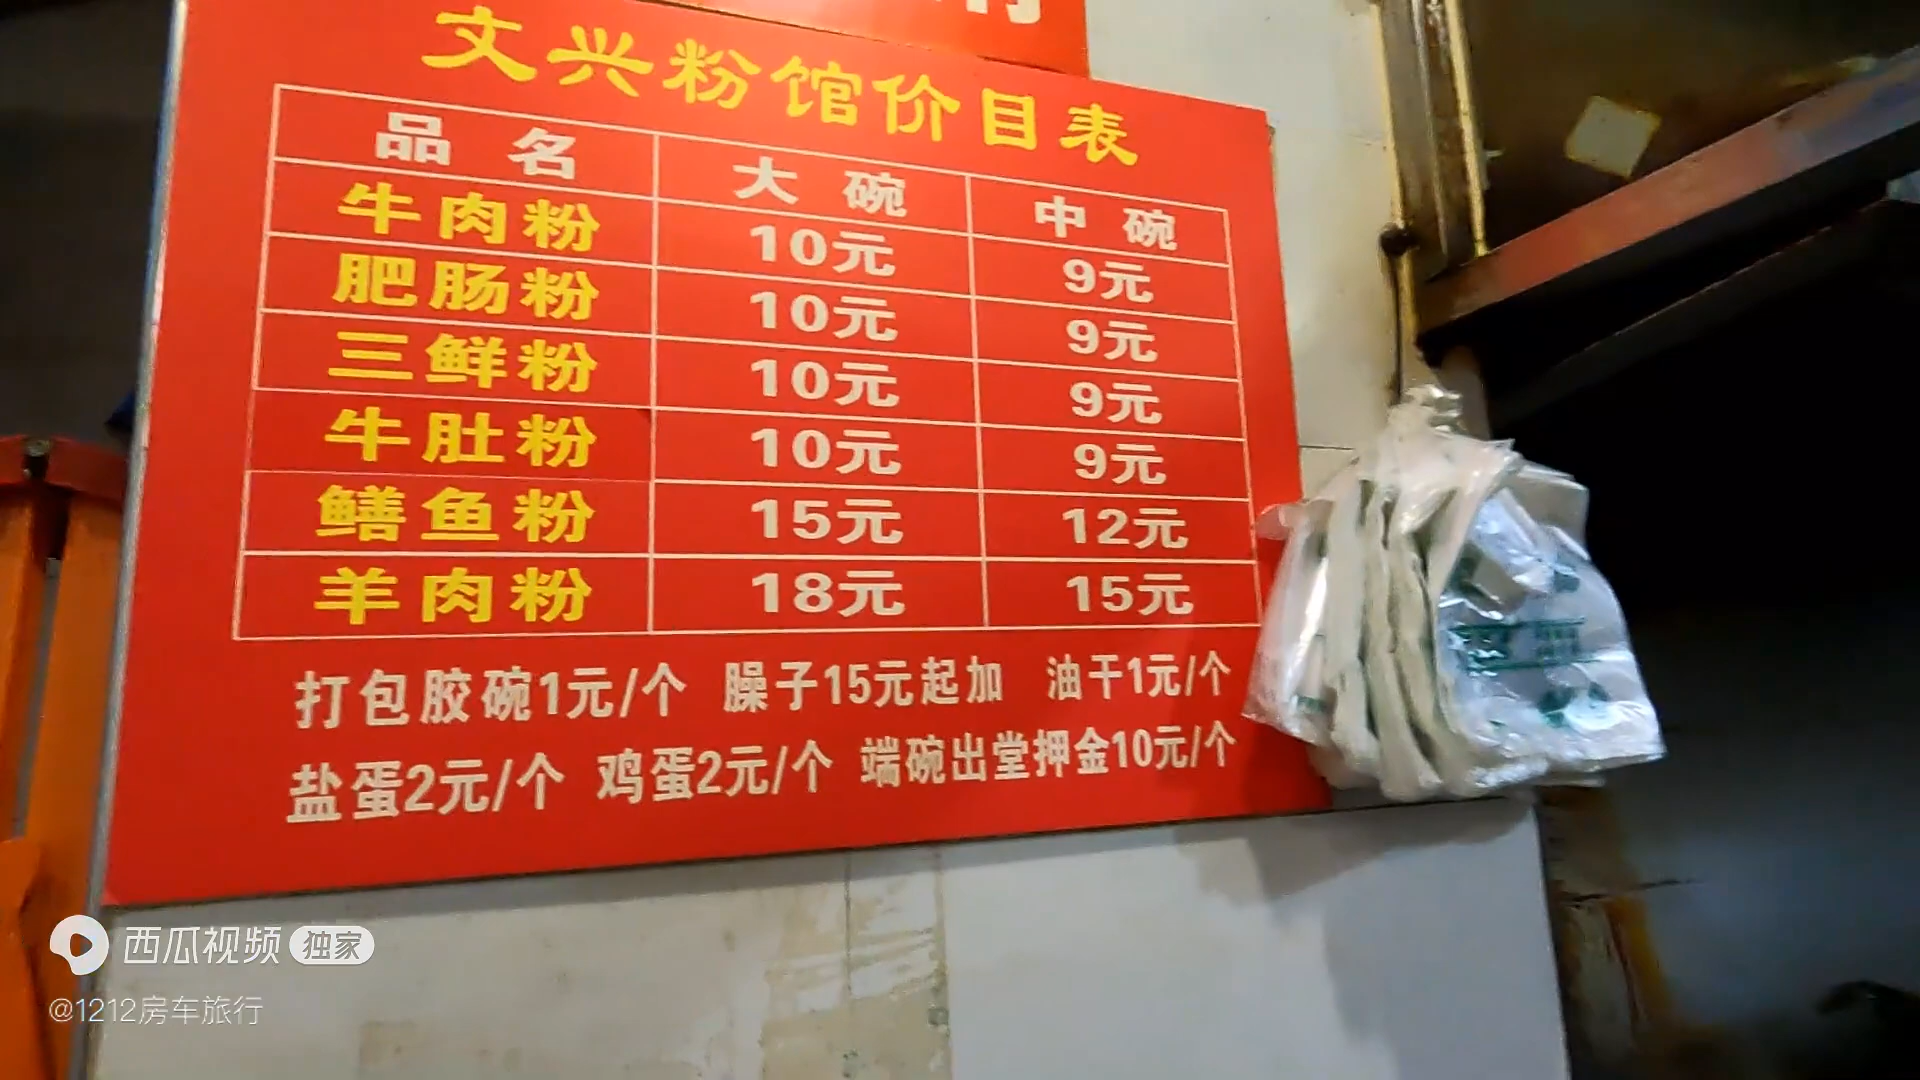 文兴粉馆价目表
品名 大碗 中碗
牛肉粉 10元 9元
肥肠粉 10元 9元
三鲜粉 10元 9元
牛肚粉 10元 9元
鳝鱼粉 15元 12元
羊肉粉 18元 15元
打包胶碗1元/个 臊子15元起加 油干1元/个
盐蛋2元/个 鸡蛋2元/个 端碗出堂押金10元/个
西瓜视频 独家
@1212房车旅行